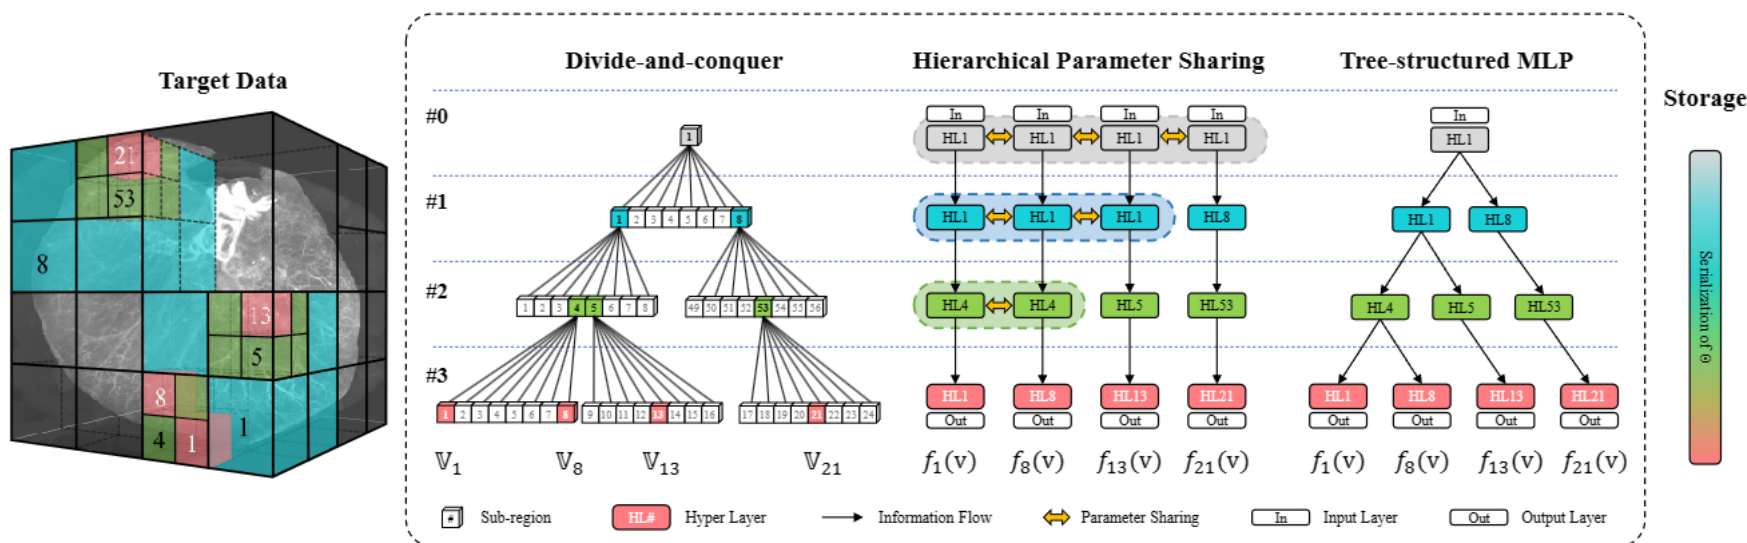 Target Data
21
53
8
13
5
8
4
1
1
Divide-and-conquer
Hierarchical Parameter Sharing
Tree-structured MLP
#0
1
In In In In
HL1 HL1 HL1 HL1
In
HL1
#1
1 2 3 4 5 6 7 8
HL1 HL1 HL1 HL8
HL1 HL8
#2
1 2 3 4 5 6 7 8
49 50 51 52 53 54 55 56
HL4 HL4 HL5 HL53
HL4 HL5 HL53
#3
1 2 3 4 5 6 7 8
9 10 11 12 13 14 15 16
17 18 19 20 21 22 23 24
HL1 HL8 HL13 HL21
Out Out Out Out
HL1 HL8 HL13 HL21
Out Out Out Out
𝕍₁ 𝕍₈ 𝕍₁₃ 𝕍₂₁
f₁(v) f₈(v) f₁₃(v) f₂₁(v)
f₁(v) f₈(v) f₁₃(v) f₂₁(v)
# Sub-region
HL# Hyper Layer
Information Flow
Parameter Sharing
In Input Layer
Out Output Layer
Storage
Serialization of Θ